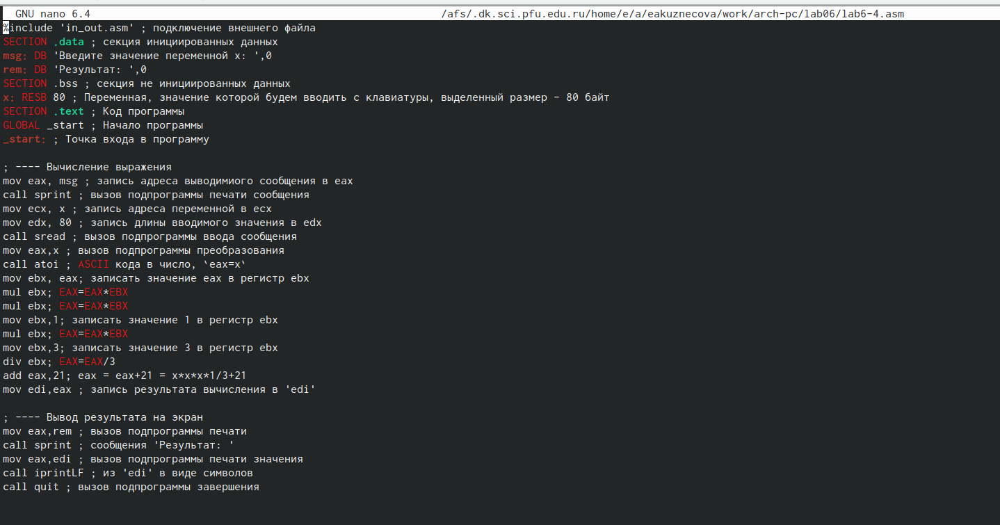 GNU nano 6.4 /afs/.dk.sci.pfu.edu.ru/home/e/a/eakuznecova/work/arch-pc/lab06/lab6-4.asm
%include 'in_out.asm' ; подключение внешнего файла
SECTION .data ; секция инициированных данных
msg: DB 'Введите значение переменной x: ',0
rem: DB 'Результат: ',0
SECTION .bss ; секция не инициированных данных
x: RESB 80 ; Переменная, значение которой будем вводить с клавиатуры, выделенный размер - 80 байт
SECTION .text ; Код программы
GLOBAL _start ; Начало программы
_start: ; Точка входа в программу
; ---- Вычисление выражения
mov eax, msg ; запись адреса выводимиого сообщения в eax
call sprint ; вызов подпрограммы печати сообщения
mov ecx, x ; запись адреса переменной в ecx
mov edx, 80 ; запись длины вводимого значения в edx
call sread ; вызов подпрограммы ввода сообщения
mov eax,x ; вызов подпрограммы преобразования
call atoi ; ASCII кода в число, `eax=x`
mov ebx, eax; записать значение eax в регистр ebx
mul ebx; EAX=EAX*EBX
mul ebx; EAX=EAX*EBX
mov ebx,1; записать значение 1 в регистр ebx
mul ebx; EAX=EAX*EBX
mov ebx,3; записать значение 3 в регистр ebx
div ebx; EAX=EAX/3
add eax,21; eax = eax+21 = x*x*x*1/3+21
mov edi,eax ; запись результата вычисления в 'edi'
; ---- Вывод результата на экран
mov eax,rem ; вызов подпрограммы печати
call sprint ; сообщения 'Результат: '
mov eax,edi ; вызов подпрограммы печати значения
call iprintLF ; из 'edi' в виде символов
call quit ; вызов подпрограммы завершения